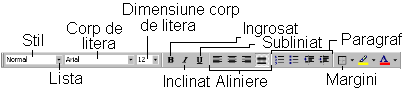 Dimensiune corp
de litera
Corp de
litera
Stil
Ingrosat
Subliniat
Paragraf
Normal
Arial
12
B I U
A
Lista
Inclinat
Aliniere
Margini